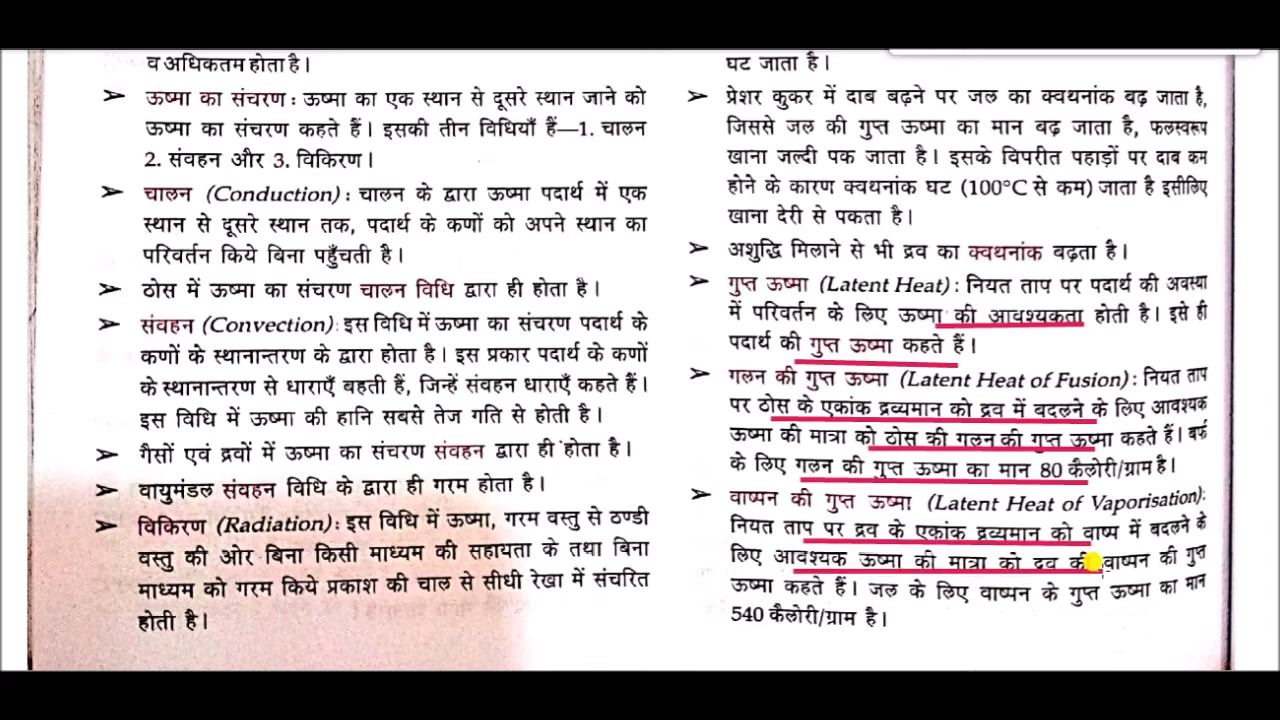 व अधिकतम होता है।
➢ ऊष्मा का संचरण : ऊष्मा का एक स्थान से दूसरे स्थान जाने को
ऊष्मा का संचरण कहते हैं। इसकी तीन विधियाँ हैं—1. चालन
2. संवहन और 3. विकिरण।
➢ चालन (Conduction) : चालन के द्वारा ऊष्मा पदार्थ में एक
स्थान से दूसरे स्थान तक, पदार्थ के कणों को अपने स्थान का
परिवर्तन किये बिना पहुँचती है।
➢ ठोस में ऊष्मा का संचरण चालन विधि द्वारा ही होता है।
➢ संवहन (Convection) : इस विधि में ऊष्मा का संचरण पदार्थ के
कणों के स्थानान्तरण के द्वारा होता है। इस प्रकार पदार्थ के कणों
के स्थानान्तरण से धाराएँ बहती हैं, जिन्हें संवहन धाराएँ कहते हैं।
इस विधि में ऊष्मा की हानि सबसे तेज गति से होती है।
➢ गैसों एवं द्रवों में ऊष्मा का संचरण संवहन द्वारा ही होता है।
➢ वायुमंडल संवहन विधि के द्वारा ही गरम होता है।
➢ विकिरण (Radiation) : इस विधि में ऊष्मा, गरम वस्तु से ठण्डी
वस्तु की ओर बिना किसी माध्यम की सहायता के तथा बिना
माध्यम को गरम किये प्रकाश की चाल से सीधी रेखा में संचरित
होती है।
घट जाता है।
➢ प्रेशर कुकर में दाब बढ़ने पर जल का क्वथनांक बढ़ जाता है,
जिससे जल की गुप्त ऊष्मा का मान बढ़ जाता है, फलस्वरूप
खाना जल्दी पक जाता है। इसके विपरीत पहाड़ों पर दाब कम
होने के कारण क्वथनांक घट (100°C से कम) जाता है इसीलिए
खाना देरी से पकता है।
➢ अशुद्धि मिलाने से भी द्रव का क्वथनांक बढ़ता है।
➢ गुप्त ऊष्मा (Latent Heat) : नियत ताप पर पदार्थ की अवस्था
में परिवर्तन के लिए ऊष्मा की आवश्यकता होती है। इसे ही
पदार्थ की गुप्त ऊष्मा कहते हैं।
➢ गलन की गुप्त ऊष्मा (Latent Heat of Fusion) : नियत ताप
पर ठोस के एकांक द्रव्यमान को द्रव में बदलने के लिए आवश्यक
ऊष्मा की मात्रा को ठोस की गलन की गुप्त ऊष्मा कहते हैं। बर्फ
के लिए गलन की गुप्त ऊष्मा का मान 80 कैलोरी/ग्राम है।
➢ वाष्पन की गुप्त ऊष्मा (Latent Heat of Vaporisation) :
नियत ताप पर द्रव के एकांक द्रव्यमान को वाष्प में बदलने के
लिए आवश्यक ऊष्मा की मात्रा को द्रव की वाष्पन की गुप्त
ऊष्मा कहते हैं। जल के लिए वाष्पन के गुप्त ऊष्मा का मान
540 कैलोरी/ग्राम है।